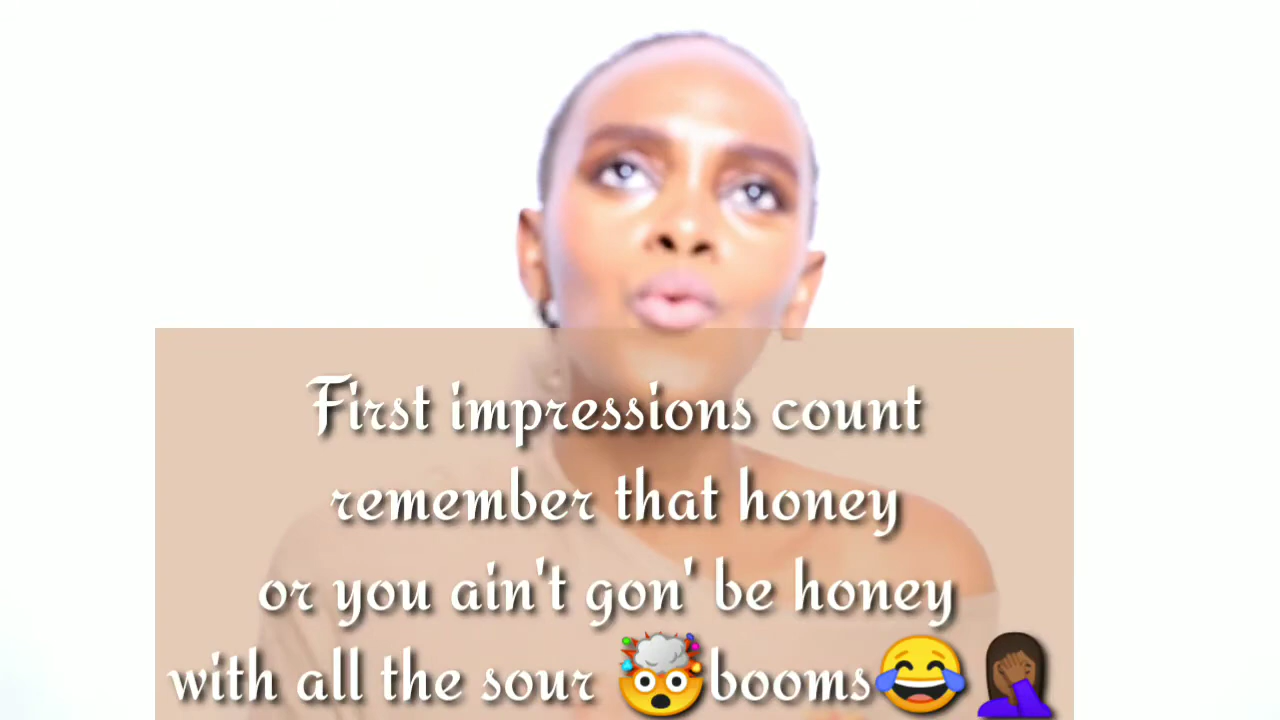 First impressions count
remember that honey
or you ain't gon' be honey
with all the sour 🤯booms😂🤦🏾‍♀️